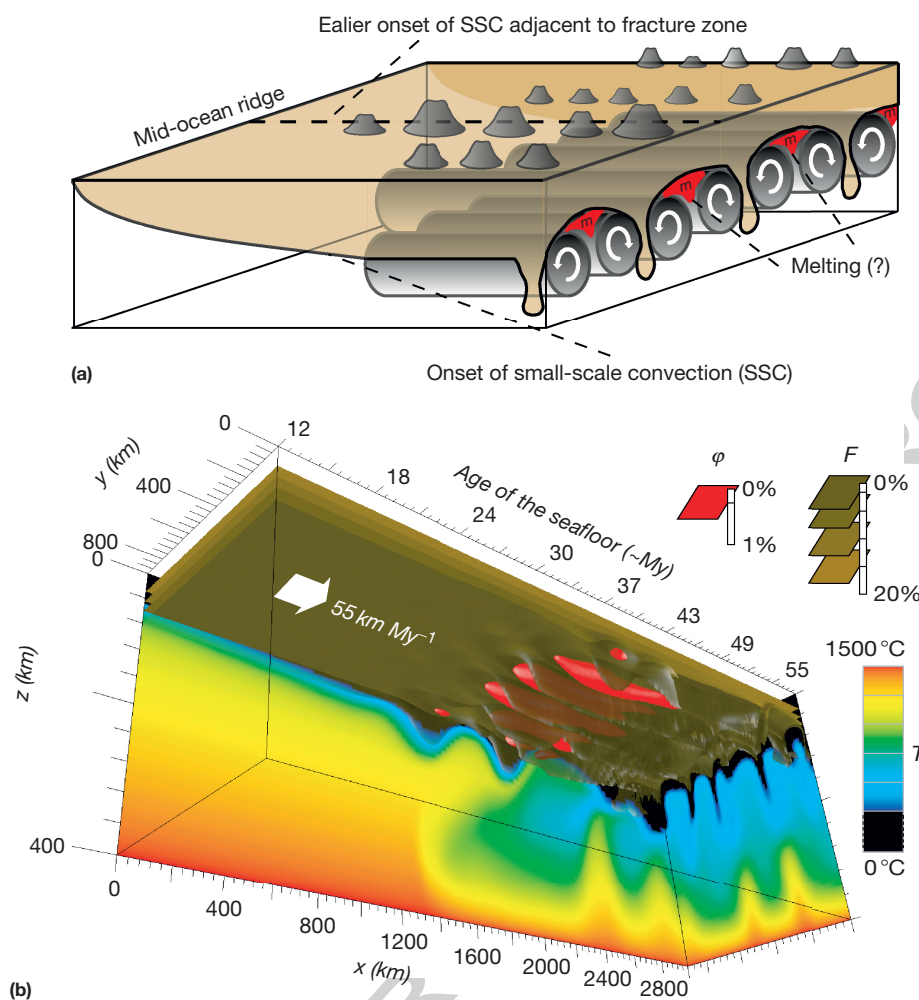 Ealier onset of SSC adjacent to fracture zone
Mid-ocean ridge
m
m
m
m
Melting (?)
(a)
Onset of small-scale convection (SSC)
0
12
y (km)
400
800
18
Age of the seafloor (~My)
24
30
37
43
49
55
φ
0%
1%
F
0%
20%
0
55 km My⁻¹
z (km)
400
1500 °C
T
0 °C
0
400
800
1200
1600
2000
2400
2800
x (km)
(b)